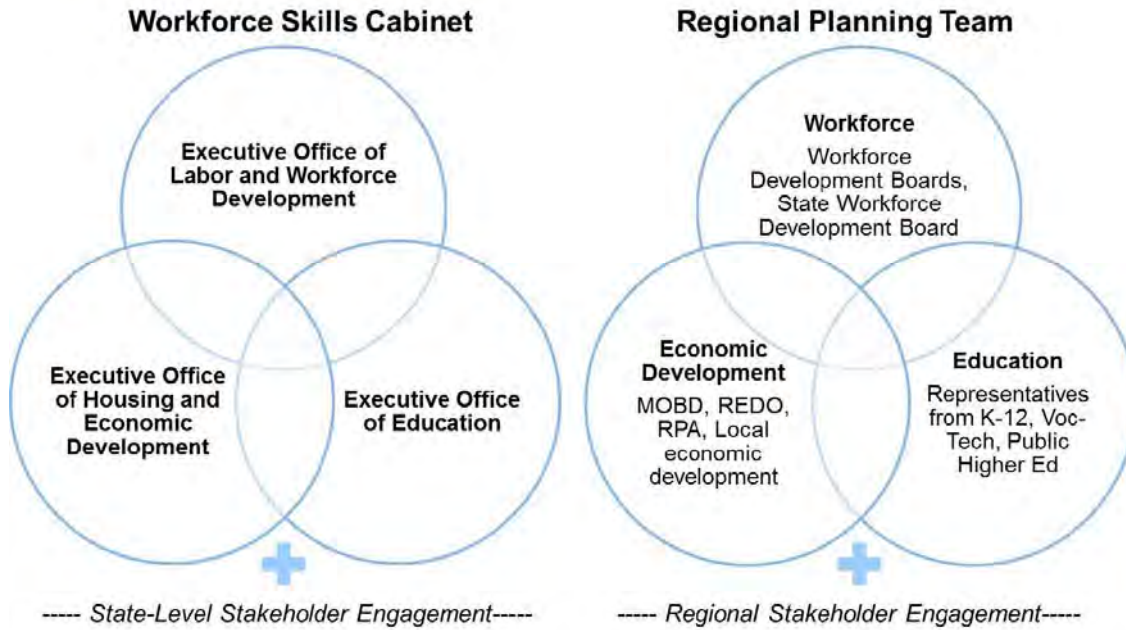 Workforce Skills Cabinet
Executive Office of
Labor and Workforce
Development
Executive Office
of Housing and
Economic
Development
Executive Office
of Education
----- State-Level Stakeholder Engagement-----
Regional Planning Team
Workforce
Workforce
Development Boards,
State Workforce
Development Board
Economic
Development
MOBD, REDO,
RPA, Local
economic
development
Education
Representatives
from K-12, Voc-
Tech, Public
Higher Ed
----- Regional Stakeholder Engagement-----